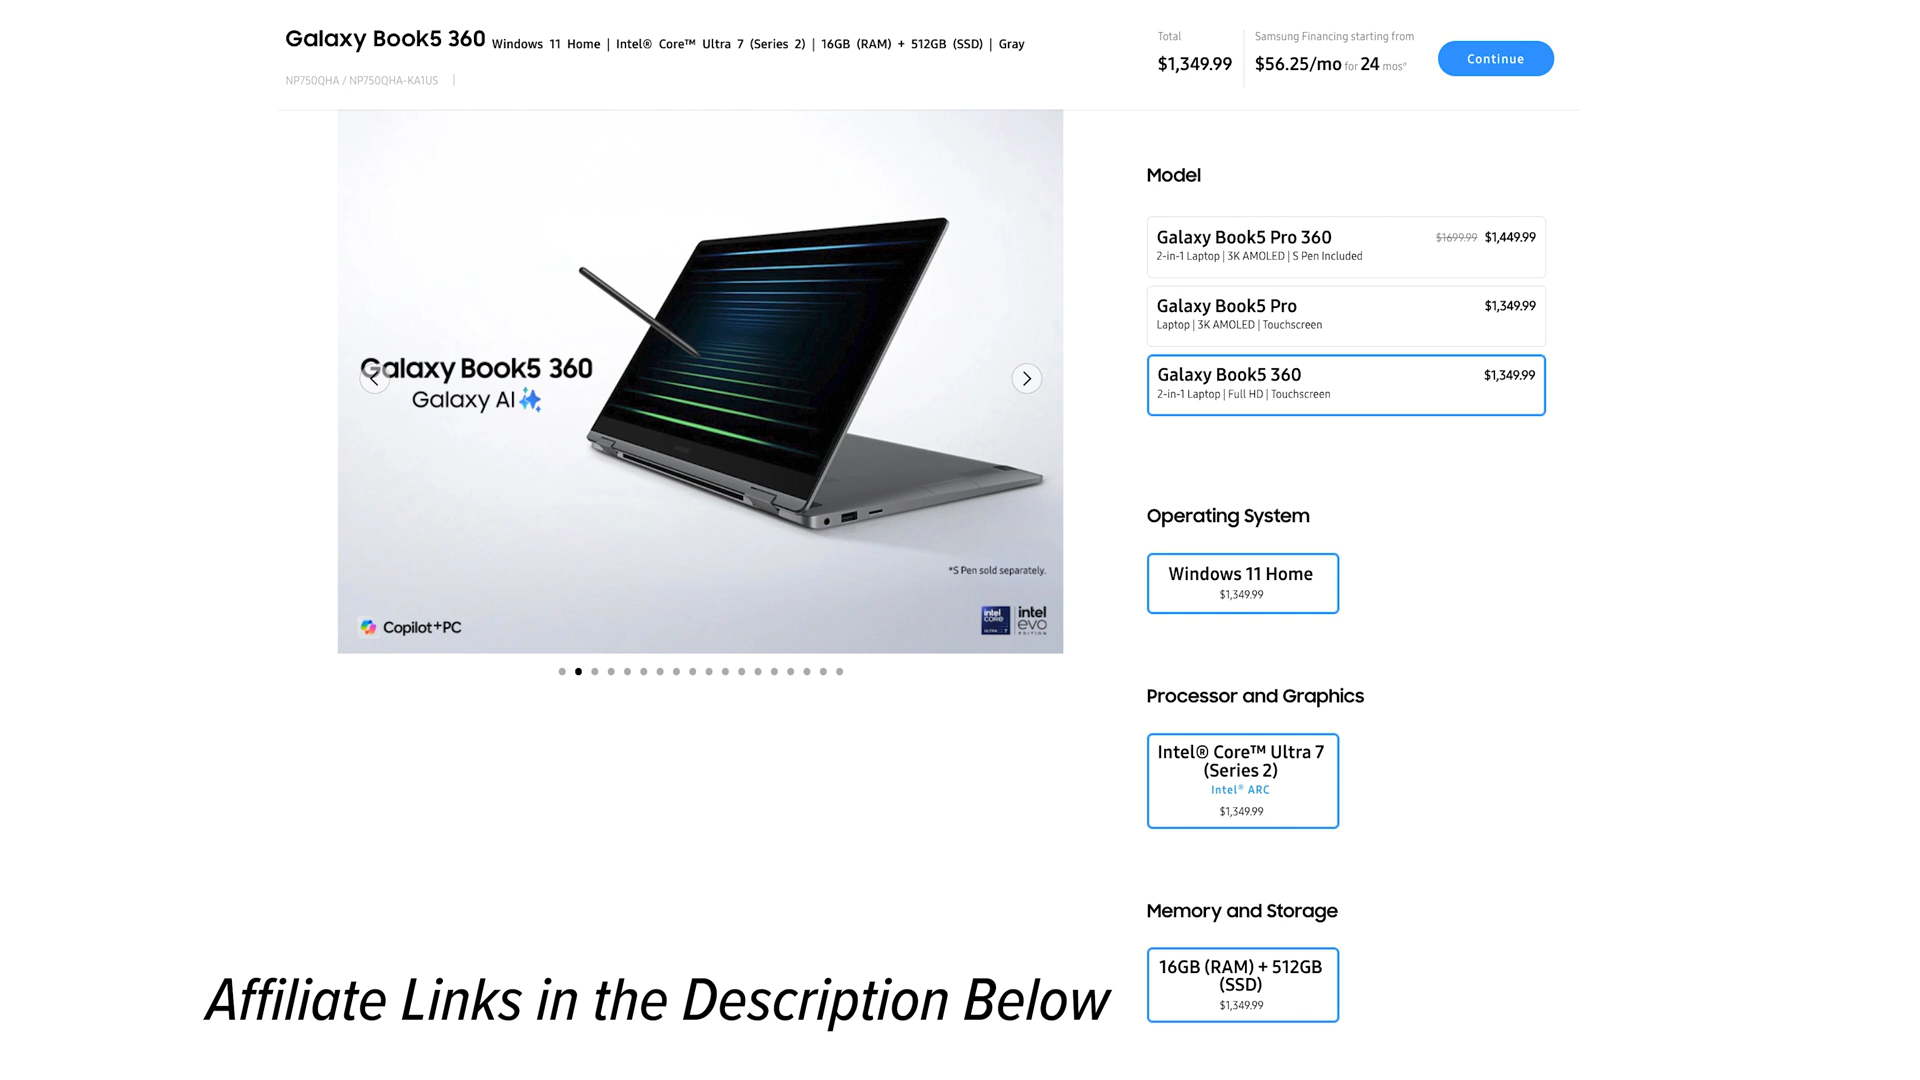 Galaxy Book5 360 Windows 11 Home | Intel® Core™ Ultra 7 (Series 2) | 16GB (RAM) + 512GB (SSD) | Gray
NP750QHA / NP750QHA-KA1US |
Total
$1,349.99
Samsung Financing starting from
$56.25/mo for 24 mos¤
Continue
Galaxy Book5 360
Galaxy AI
*S Pen sold separately.
Copilot+PC
intel CORE ULTRA 7
intel evo EDITION
Model
Galaxy Book5 Pro 360 $1699.99 $1,449.99
2-in-1 Laptop | 3K AMOLED | S Pen Included
Galaxy Book5 Pro $1,349.99
Laptop | 3K AMOLED | Touchscreen
Galaxy Book5 360 $1,349.99
2-in-1 Laptop | Full HD | Touchscreen
Operating System
Windows 11 Home
$1,349.99
Processor and Graphics
Intel® Core™ Ultra 7
(Series 2)
Intel® ARC
$1,349.99
Memory and Storage
16GB (RAM) + 512GB
(SSD)
$1,349.99
Affiliate Links in the Description Below